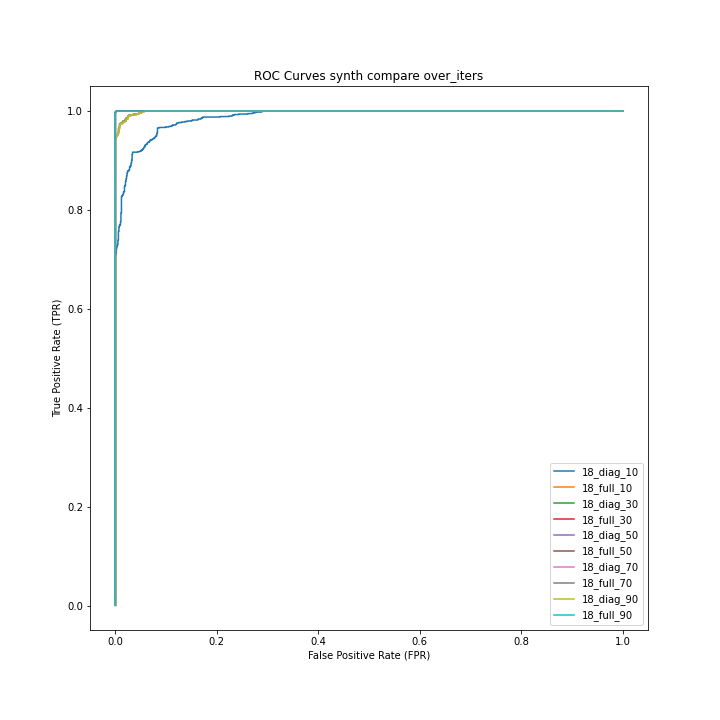 ROC Curves synth compare over_iters
1.0
0.8
0.6
0.4
0.2
0.0
True Positive Rate (TPR)
18_diag_10
18_full_10
18_diag_30
18_full_30
18_diag_50
18_full_50
18_diag_70
18_full_70
18_diag_90
18_full_90
0.0 0.2 0.4 0.6 0.8 1.0
False Positive Rate (FPR)